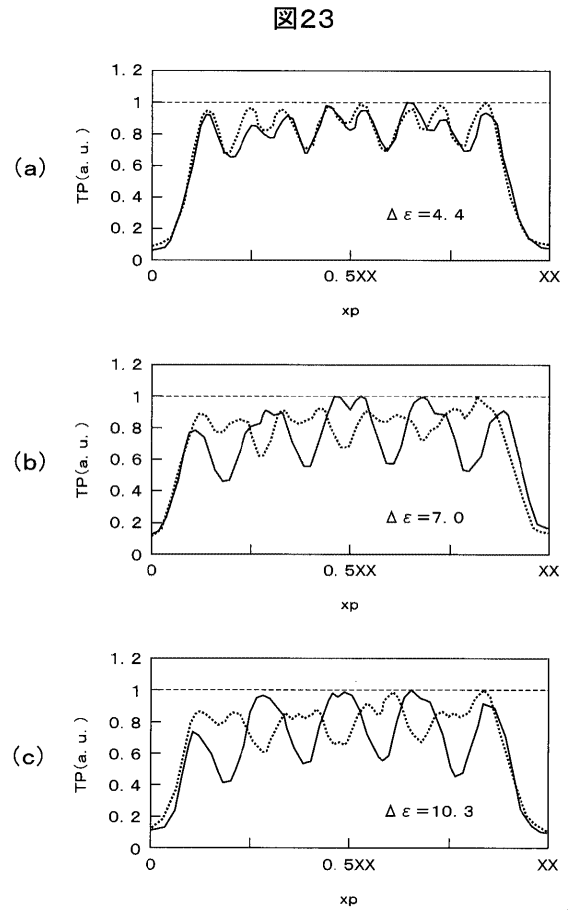 図23
(a)
TP(a. u. )
1. 2
1
0. 8
0. 6
0. 4
0. 2
0
Δε=4. 4
0 0. 5XX XX
xp
(b)
TP(a. u. )
1. 2
1
0. 8
0. 6
0. 4
0. 2
0
Δε=7. 0
0 0. 5XX XX
xp
(c)
TP(a. u. )
1. 2
1
0. 8
0. 6
0. 4
0. 2
0
Δε=10. 3
0 0. 5XX XX
xp